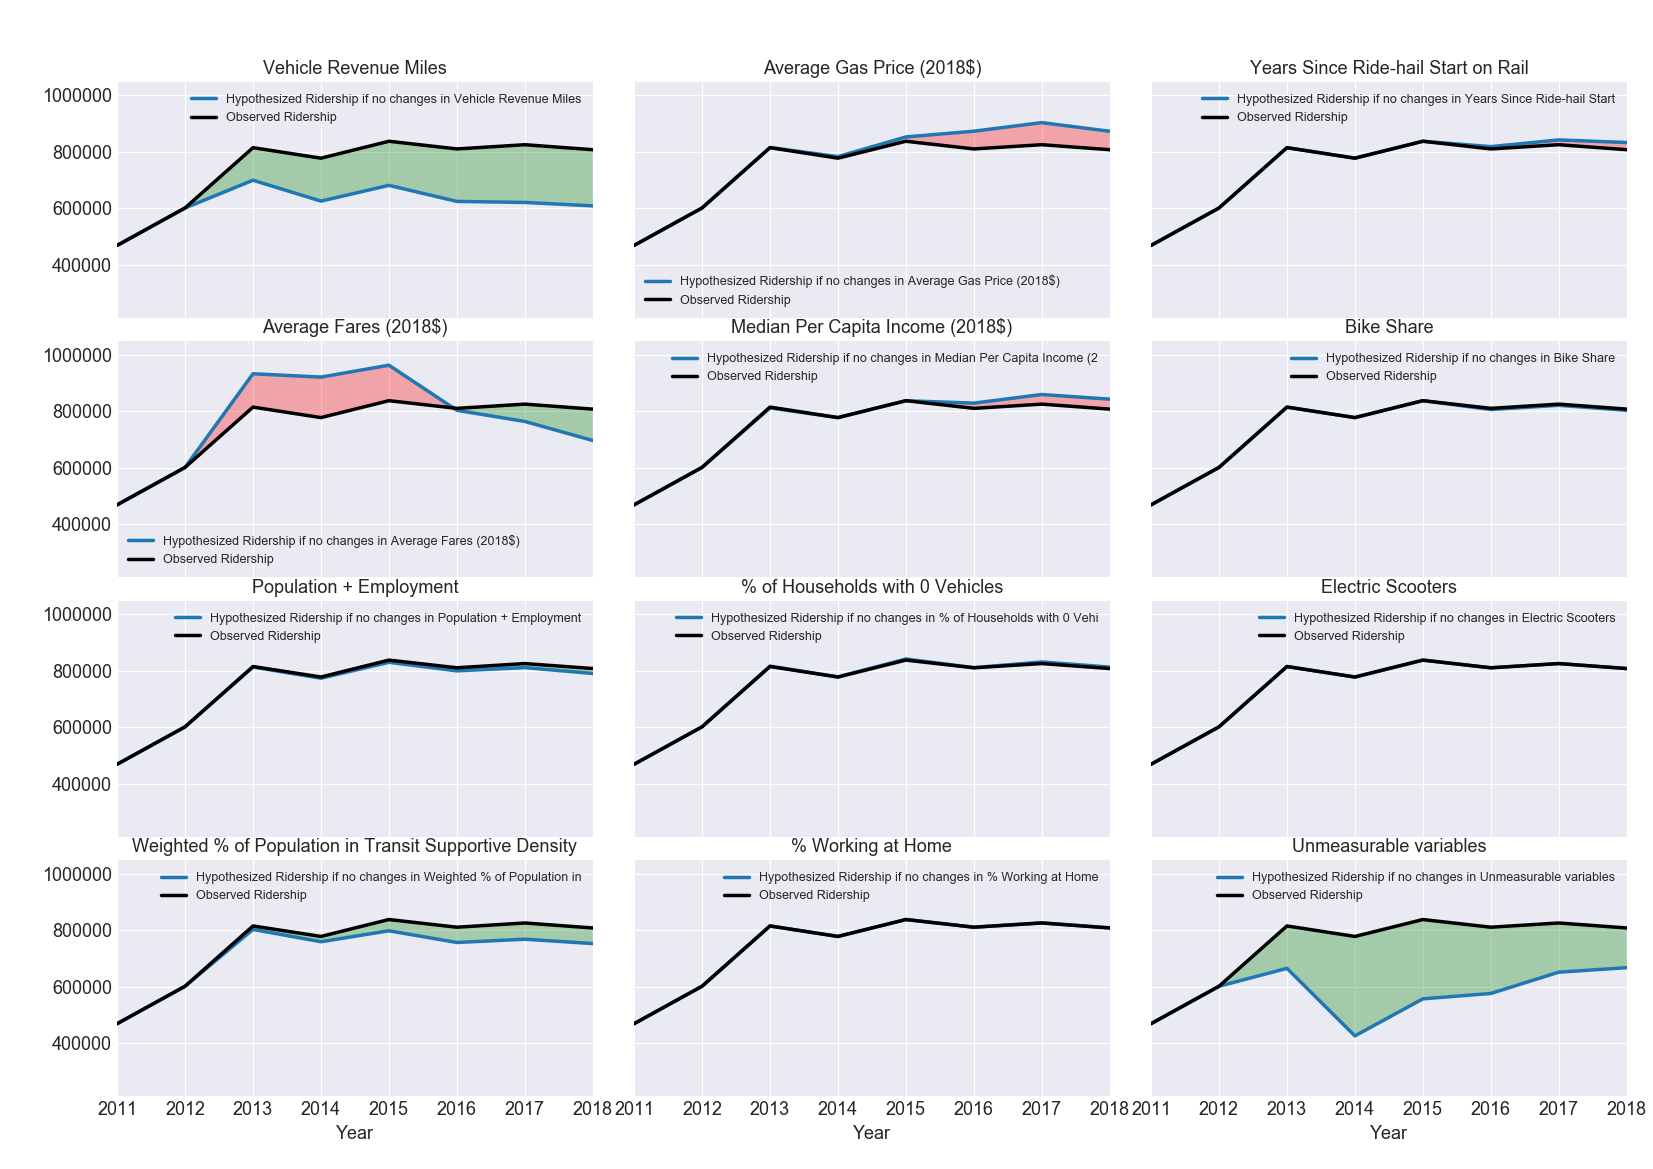 Vehicle Revenue Miles
1000000
800000
600000
400000
Hypothesized Ridership if no changes in Vehicle Revenue Miles
Observed Ridership
Average Gas Price (2018$)
Hypothesized Ridership if no changes in Average Gas Price (2018$)
Observed Ridership
Years Since Ride-hail Start on Rail
Hypothesized Ridership if no changes in Years Since Ride-hail Start
Observed Ridership
Average Fares (2018$)
1000000
800000
600000
400000
Hypothesized Ridership if no changes in Average Fares (2018$)
Observed Ridership
Median Per Capita Income (2018$)
Hypothesized Ridership if no changes in Median Per Capita Income (2
Observed Ridership
Bike Share
Hypothesized Ridership if no changes in Bike Share
Observed Ridership
Population + Employment
1000000
800000
600000
400000
Hypothesized Ridership if no changes in Population + Employment
Observed Ridership
% of Households with 0 Vehicles
Hypothesized Ridership if no changes in % of Households with 0 Vehi
Observed Ridership
Electric Scooters
Hypothesized Ridership if no changes in Electric Scooters
Observed Ridership
Weighted % of Population in Transit Supportive Density
1000000
800000
600000
400000
Hypothesized Ridership if no changes in Weighted % of Population in
Observed Ridership
2011 2012 2013 2014 2015 2016 2017 2018
Year
% Working at Home
Hypothesized Ridership if no changes in % Working at Home
Observed Ridership
2011 2012 2013 2014 2015 2016 2017 2018
Year
Unmeasurable variables
Hypothesized Ridership if no changes in Unmeasurable variables
Observed Ridership
2011 2012 2013 2014 2015 2016 2017 2018
Year